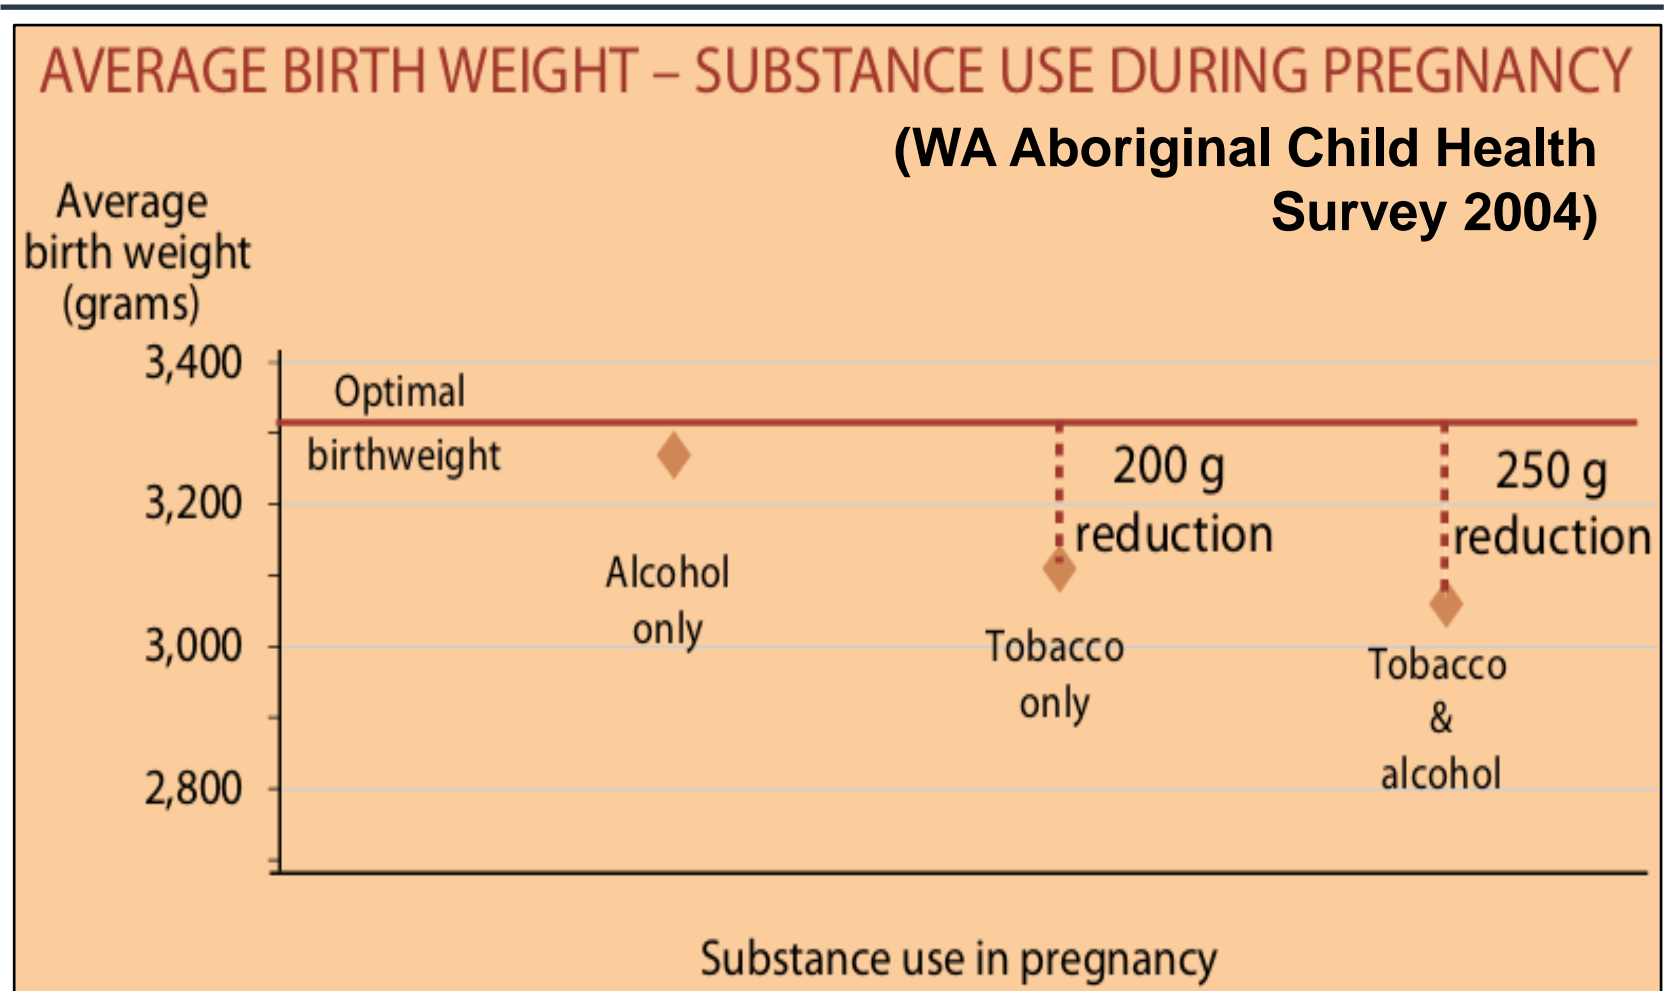 AVERAGE BIRTH WEIGHT – SUBSTANCE USE DURING PREGNANCY
(WA Aboriginal Child Health
Survey 2004)
Average
birth weight
(grams)
3,400
Optimal
birthweight
200 g
reduction
250 g
reduction
3,200
Alcohol
only
3,000
Tobacco
only
Tobacco
&
alcohol
2,800
Substance use in pregnancy